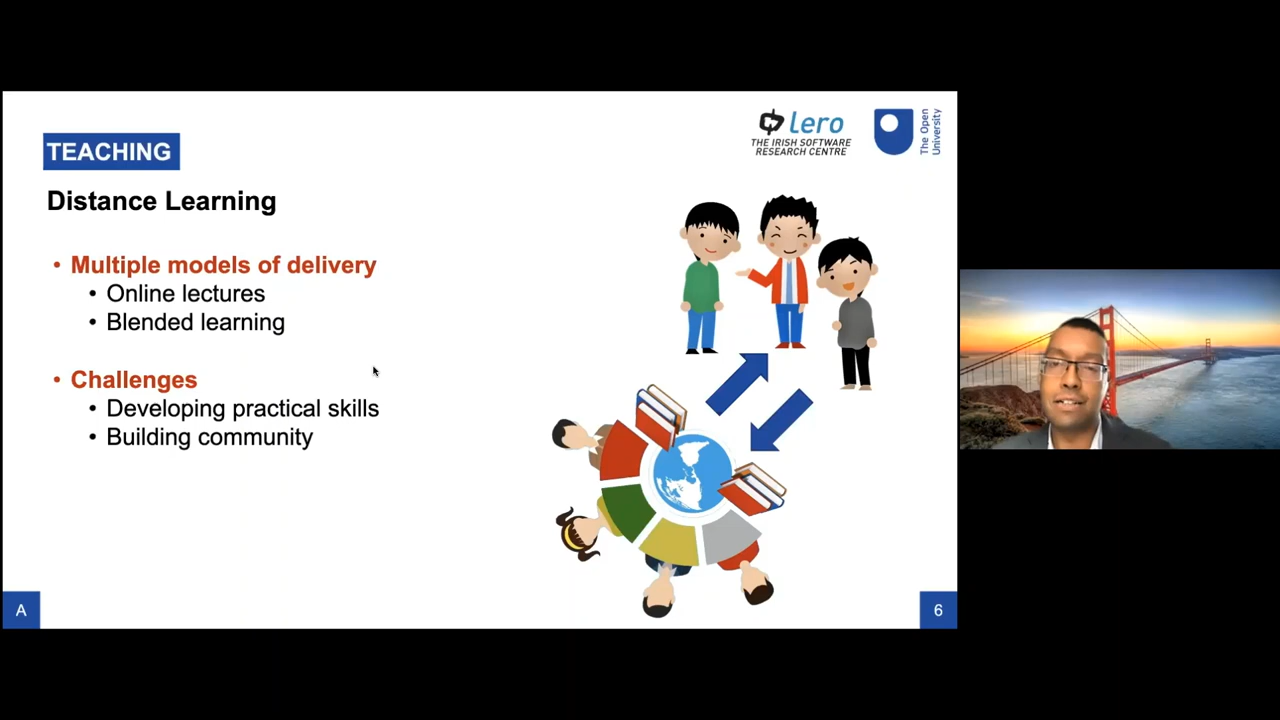 TEACHING
lero
THE IRISH SOFTWARE
RESEARCH CENTRE
The Open
University
Distance Learning
• Multiple models of delivery
• Online lectures
• Blended learning
• Challenges
• Developing practical skills
• Building community
A
6